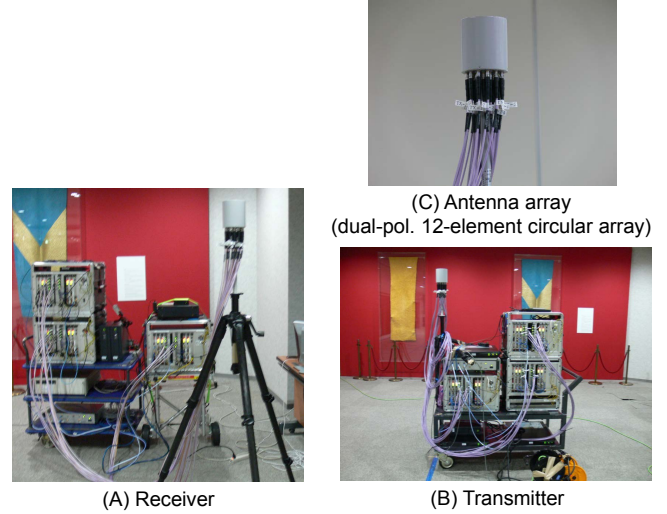 (C) Antenna array
(dual-pol. 12-element circular array)
(A) Receiver
(B) Transmitter